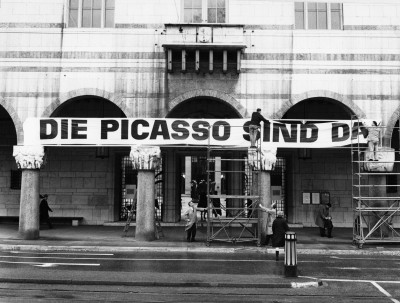 DIE PICASSO SIND DA